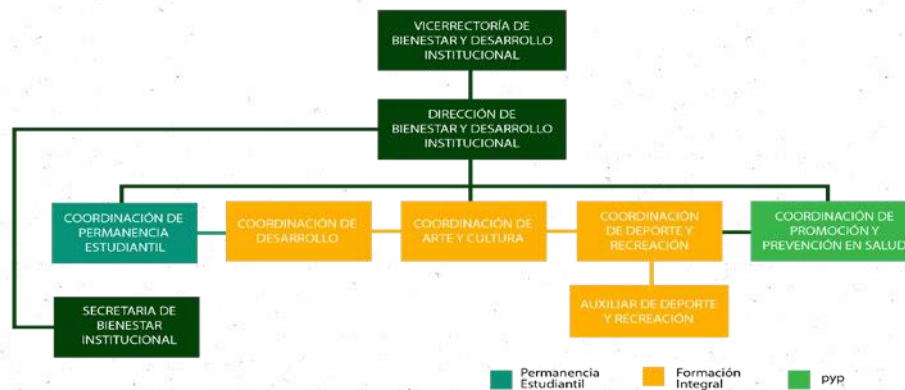 VICERRECTORÍA DE
BIENESTAR Y DESARROLLO
INSTITUCIONAL
DIRECCIÓN DE
BIENESTAR Y DESARROLLO
INSTITUCIONAL
COORDINACIÓN DE
PERMANENCIA
ESTUDIANTIL
COORDINACIÓN DE
DESARROLLO
COORDINACIÓN DE
ARTE Y CULTURA
COORDINACIÓN
DE DEPORTE Y
RECREACIÓN
COORDINACIÓN DE
PROMOCIÓN Y
PREVENCIÓN EN SALUD
SECRETARIA DE
BIENESTAR
INSTITUCIONAL
AUXILIAR DE DEPORTE
Y RECREACIÓN
Permanencia
Estudiantil
Formación
Integral
pyp